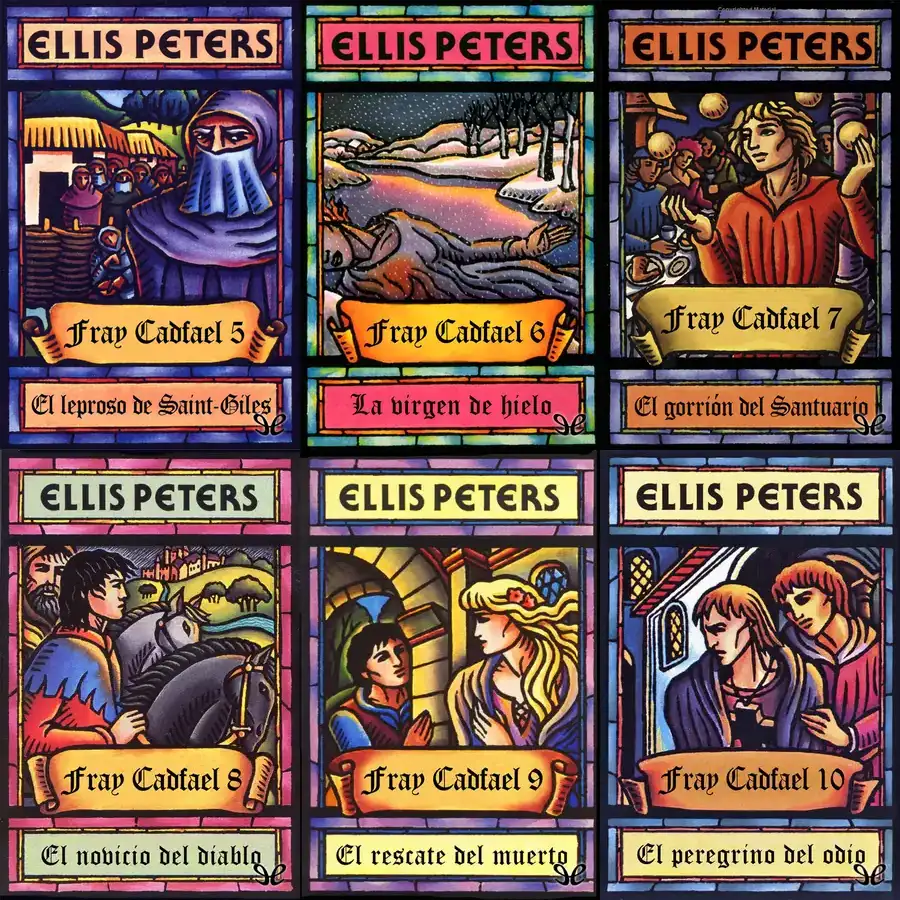 ELLIS PETERS
Fray Cadfael 5
El leproso de Saint-Giles
ELLIS PETERS
Fray Cadfael 6
La virgen de hielo
ELLIS PETERS
Fray Cadfael 7
El gorrión del Santuario
ELLIS PETERS
Fray Cadfael 8
El novicio del diablo
ELLIS PETERS
Fray Cadfael 9
El rescate del muerto
ELLIS PETERS
Fray Cadfael 10
El peregrino del odio